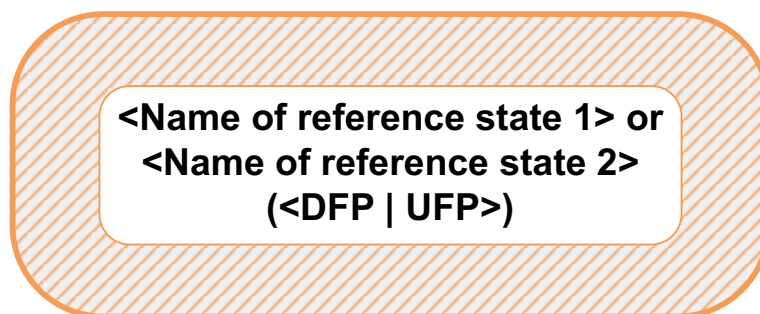 <Name of reference state 1> or
<Name of reference state 2>
(<DFP | UFP>)